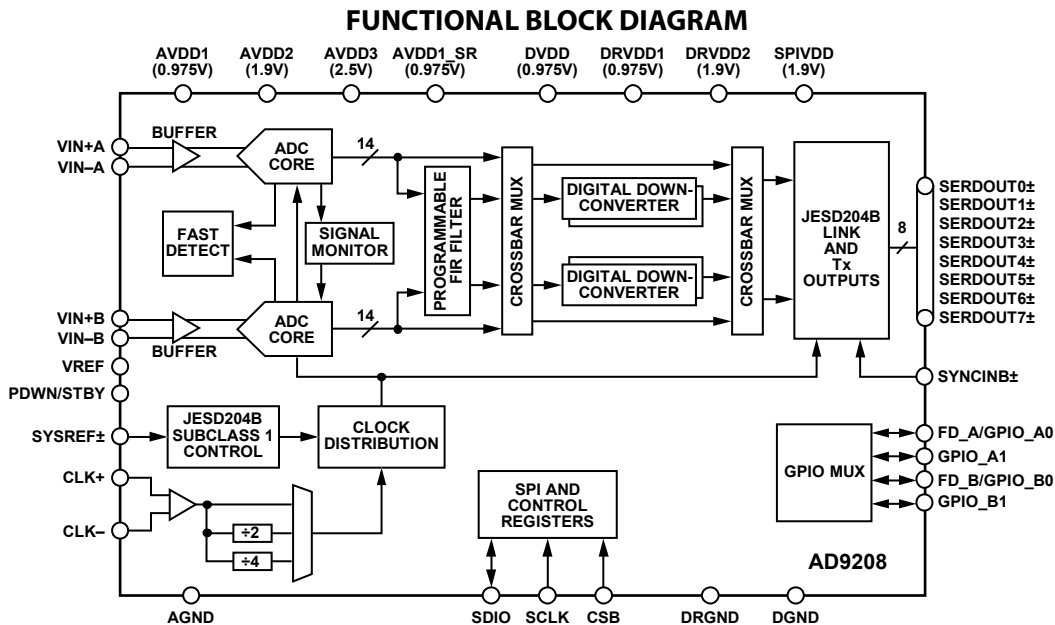 FUNCTIONAL BLOCK DIAGRAM
AVDD1
(0.975V)
AVDD2
(1.9V)
AVDD3
(2.5V)
AVDD1_SR
(0.975V)
DVDD
(0.975V)
DRVDD1
(0.975V)
DRVDD2
(1.9V)
SPIVDD
(1.9V)
BUFFER
VIN+A
VIN–A
ADC
CORE
14
FAST
DETECT
SIGNAL
MONITOR
PROGRAMMABLE
FIR FILTER
CROSSBAR MUX
DIGITAL DOWN-
CONVERTER
DIGITAL DOWN-
CONVERTER
CROSSBAR MUX
JESD204B
LINK
AND
Tx
OUTPUTS
8
SERDOUT0±
SERDOUT1±
SERDOUT2±
SERDOUT3±
SERDOUT4±
SERDOUT5±
SERDOUT6±
SERDOUT7±
VIN+B
VIN–B
BUFFER
ADC
CORE
14
VREF
PDWN/STBY
SYNCINB±
SYSREF±
JESD204B
SUBCLASS 1
CONTROL
CLOCK
DISTRIBUTION
CLK+
CLK–
÷2
÷4
SPI AND
CONTROL
REGISTERS
GPIO MUX
FD_A/GPIO_A0
GPIO_A1
FD_B/GPIO_B0
GPIO_B1
AD9208
AGND
SDIO
SCLK
CSB
DRGND
DGND